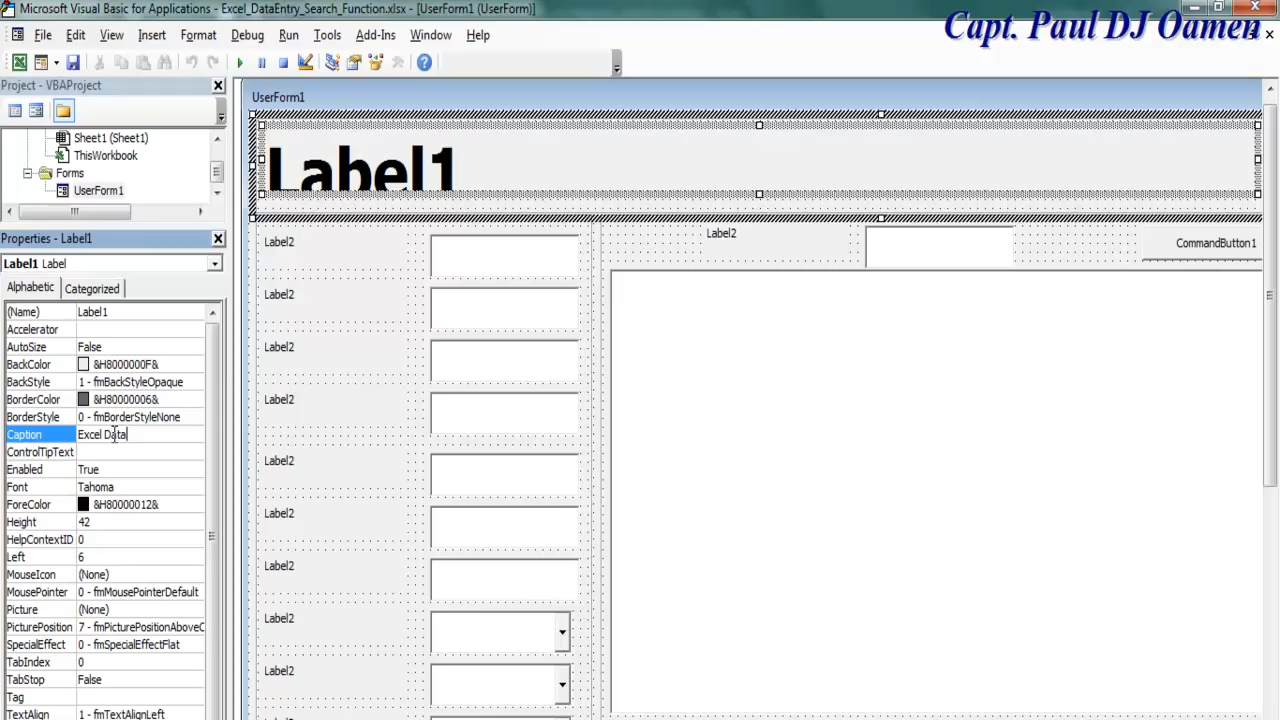 Microsoft Visual Basic for Applications - Excel_DataEntry_Search_Function.xlsx - [UserForm1 (UserForm)]
Capt. Paul DJ Oamen
File Edit View Insert Format Debug Run Tools Add-Ins Window Help
Project - VBAProject
Sheet1 (Sheet1)
ThisWorkbook
Forms
UserForm1
Properties - Label1
Label1 Label
Alphabetic Categorized
(Name) Label1
Accelerator
AutoSize False
BackColor &H8000000F&
BackStyle 1 - fmBackStyleOpaque
BorderColor &H80000006&
BorderStyle 0 - fmBorderStyleNone
Caption Excel Data
ControlTipText
Enabled True
Font Tahoma
ForeColor &H80000012&
Height 42
HelpContextID 0
Left 6
MouseIcon (None)
MousePointer 0 - fmMousePointerDefault
Picture (None)
PicturePosition 7 - fmPicturePositionAboveC
SpecialEffect 0 - fmSpecialEffectFlat
TabIndex 0
TabStop False
Tag
TextAlign 1 - fmTextAlignLeft
UserForm1
Label1
Label2
Label2
Label2
Label2
Label2
Label2
Label2
Label2
Label2
Label2
CommandButton1